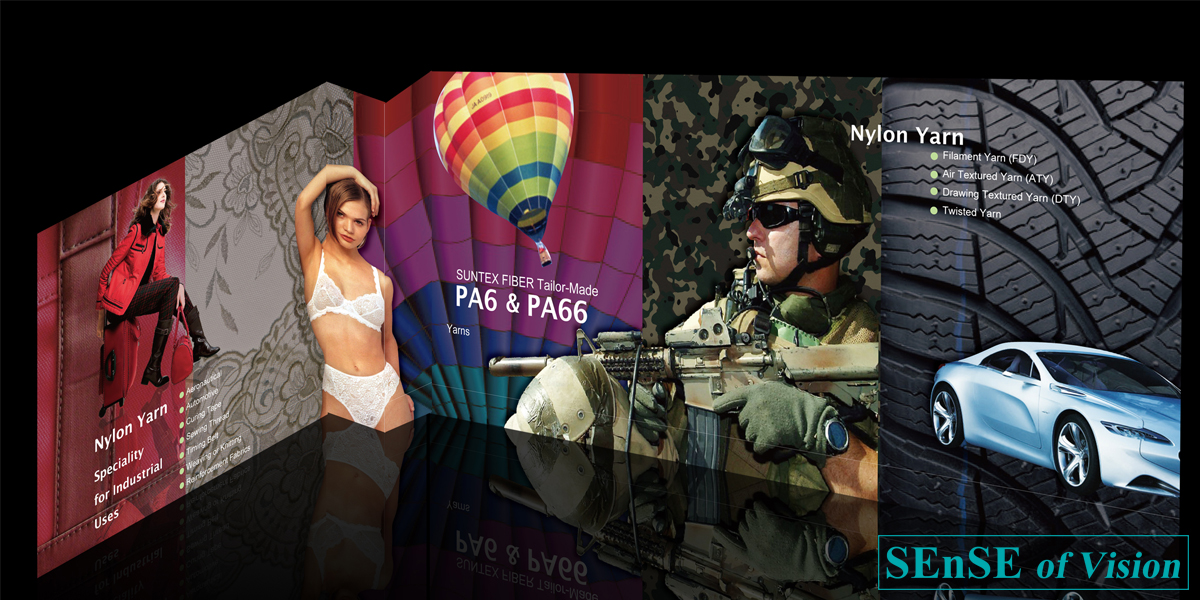 Nylon Yarn
Speciality
for Industrial
Uses
Aeronautical
Automotive
Curing Tape
Sewing Thread
Timing Belt
Weaving or Knitting
Reinforcement Fabrics
SUNTEX FIBER Tailor-Made
PA6 & PA66
Yarns
Nylon Yarn
Filament Yarn (FDY)
Air Textured Yarn (ATY)
Drawing Textured Yarn (DTY)
Twisted Yarn
SEnSE of Vision